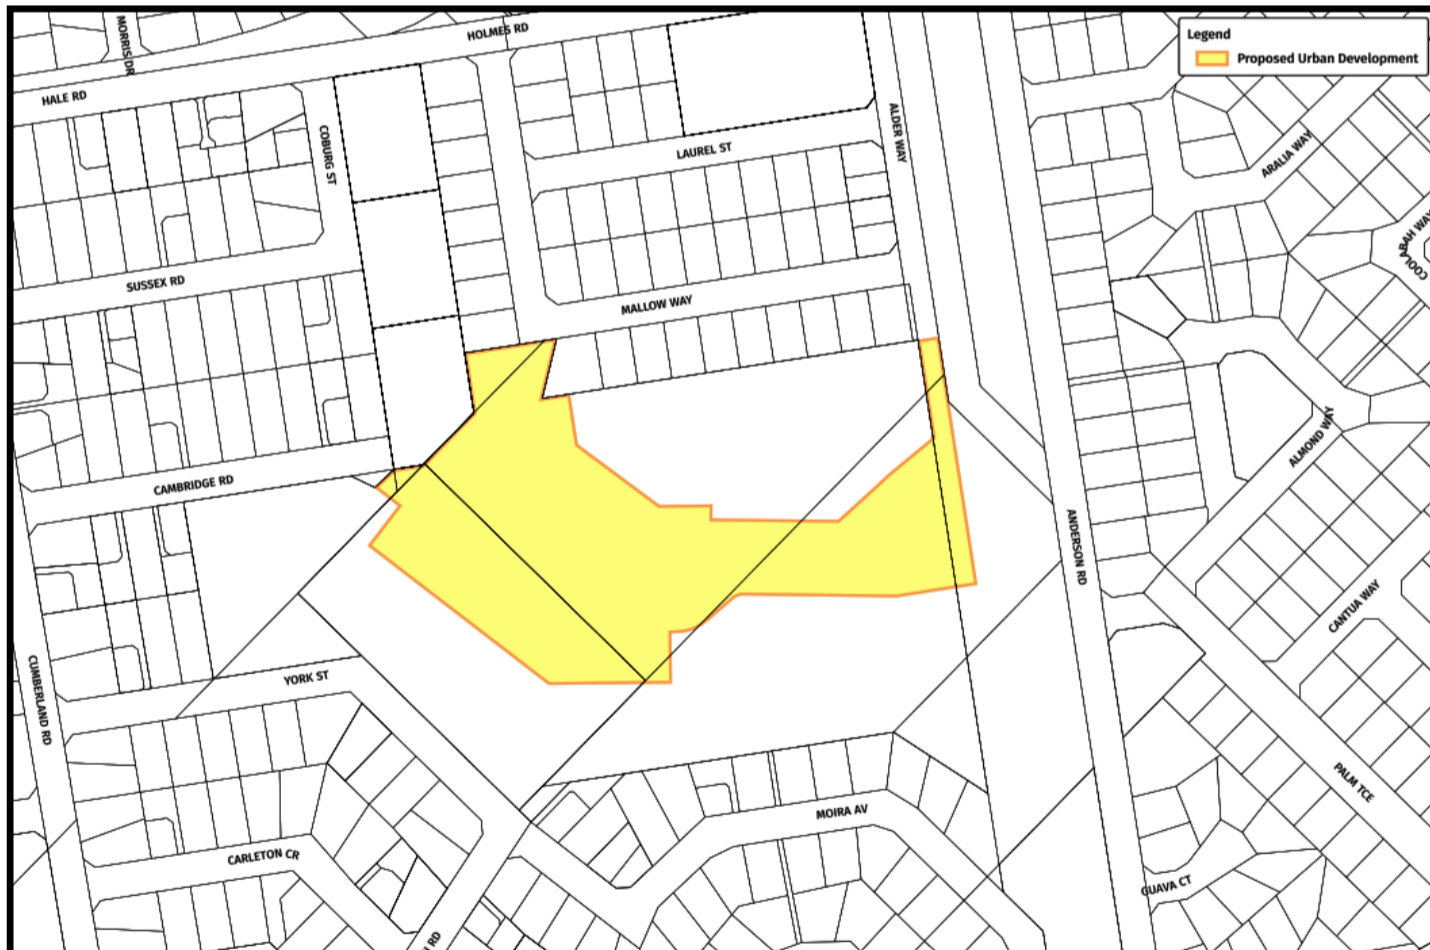 MORRIS DR
HOLMES RD
Legend
Proposed Urban Development
HALE RD
COBURG ST
ALDER WAY
LAUREL ST
ARALIA WAY
COOLABAH WAY
SUSSEX RD
MALLOW WAY
ALMOND WAY
CAMBRIDGE RD
ANDERSON RD
CANTUA WAY
CUMBERLAND RD
YORK ST
PALM TCE
MOIRA AV
CARLETON CR
GUAVA CT
RD